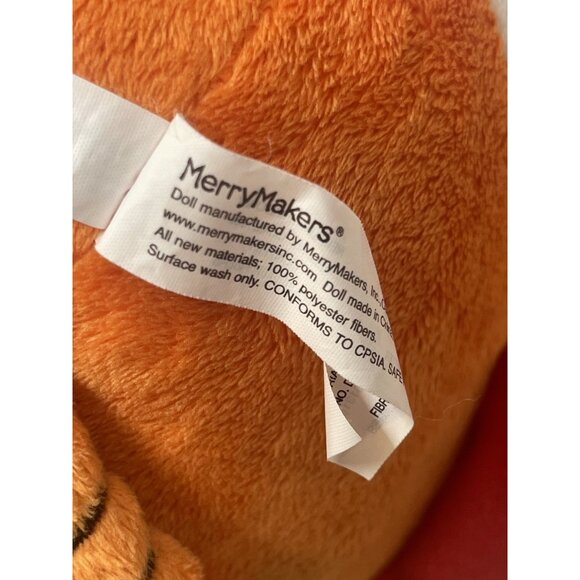 MerryMakers®
Doll manufactured by MerryMakers, Inc.,
www.merrymakersinc.com Doll made in
All new materials; 100% polyester fibers.
Surface wash only. CONFORMS TO CPSIA.
NO.